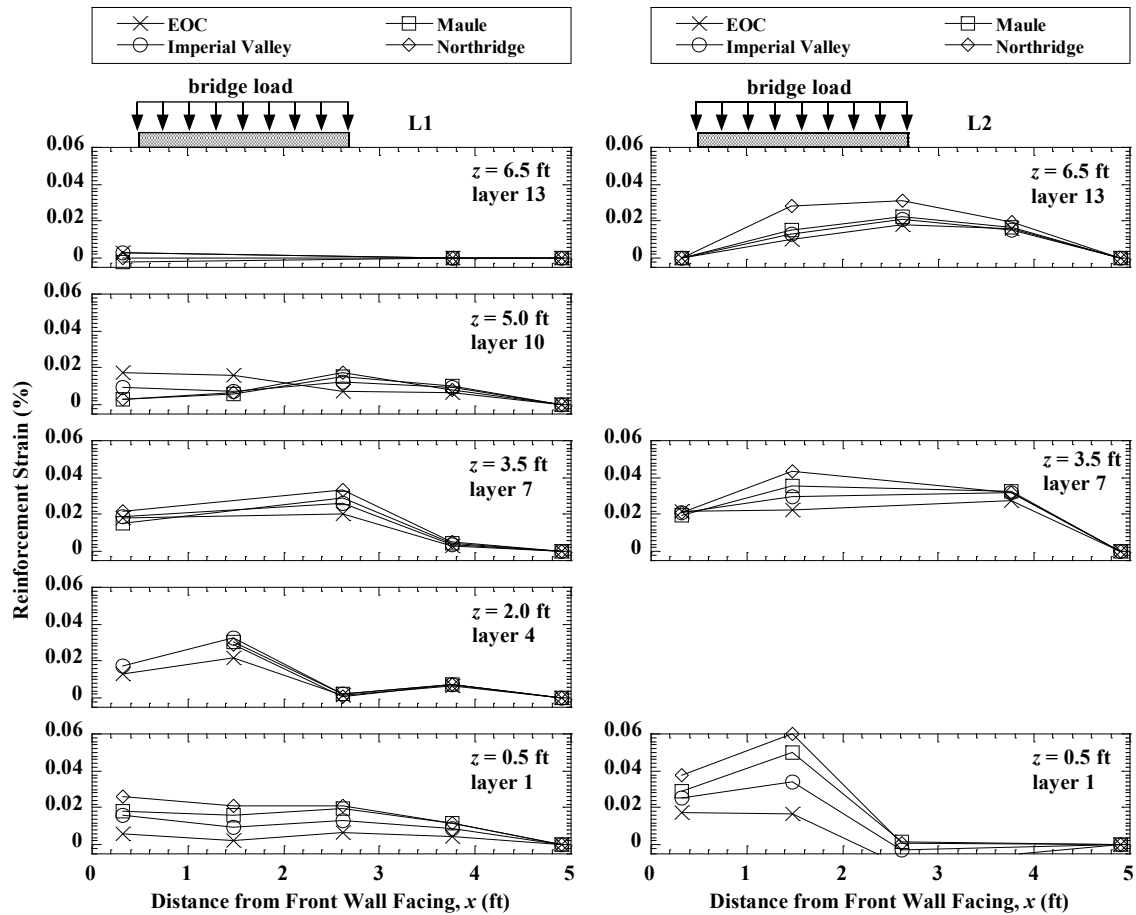 EOC
Maule
Imperial Valley
Northridge
bridge load
L1
0.06
0.04
0.02
0
z = 6.5 ft
layer 13
0.06
0.04
0.02
0
z = 5.0 ft
layer 10
0.06
0.04
0.02
0
z = 3.5 ft
layer 7
0.06
0.04
0.02
0
z = 2.0 ft
layer 4
0.06
0.04
0.02
0
z = 0.5 ft
layer 1
0 1 2 3 4 5
Reinforcement Strain (%)
Distance from Front Wall Facing, x (ft)
EOC
Maule
Imperial Valley
Northridge
bridge load
L2
0.06
0.04
0.02
0
z = 6.5 ft
layer 13
0.06
0.04
0.02
0
z = 3.5 ft
layer 7
0.06
0.04
0.02
0
z = 0.5 ft
layer 1
0 1 2 3 4 5
Distance from Front Wall Facing, x (ft)